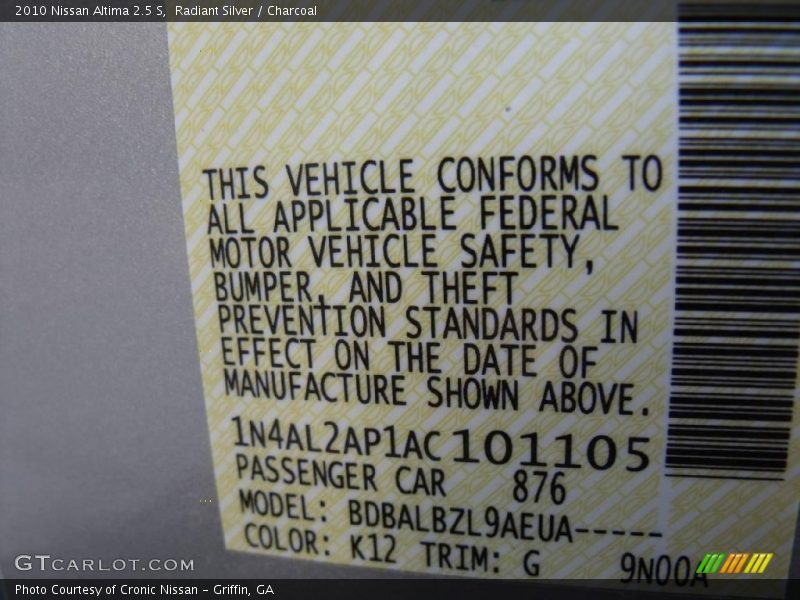 2010 Nissan Altima 2.5 S,  Radiant Silver / Charcoal
THIS VEHICLE CONFORMS TO
ALL APPLICABLE FEDERAL
MOTOR VEHICLE SAFETY,
BUMPER, AND THEFT
PREVENTION STANDARDS IN
EFFECT ON THE DATE OF
MANUFACTURE SHOWN ABOVE.
1N4AL2AP1AC101105
PASSENGER CAR 876
MODEL: BDBALBZL9AEUA-----
COLOR: K12 TRIM: G 9N00A
GTCARLOT.COM
Photo Courtesy of Cronic Nissan - Griffin, GA